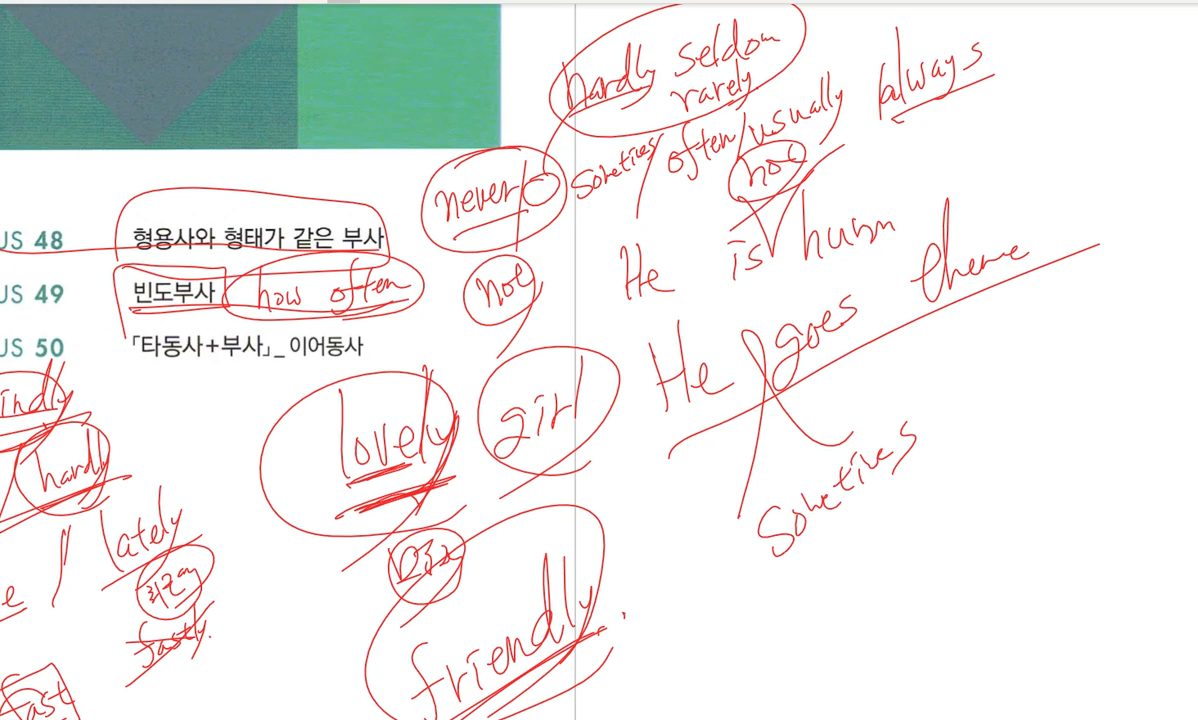 hardly seldom
rarely
never / sometimes / often / usually always
not
US 48 형용사와 형태가 같은 부사
He is human
US 49 빈도부사 how often not
US 50 「타동사+부사」_ 이어동사
He goes there
sometimes
indly
hardly
lovely girl
e / lately
최근에
fastly.
friendly.
fast